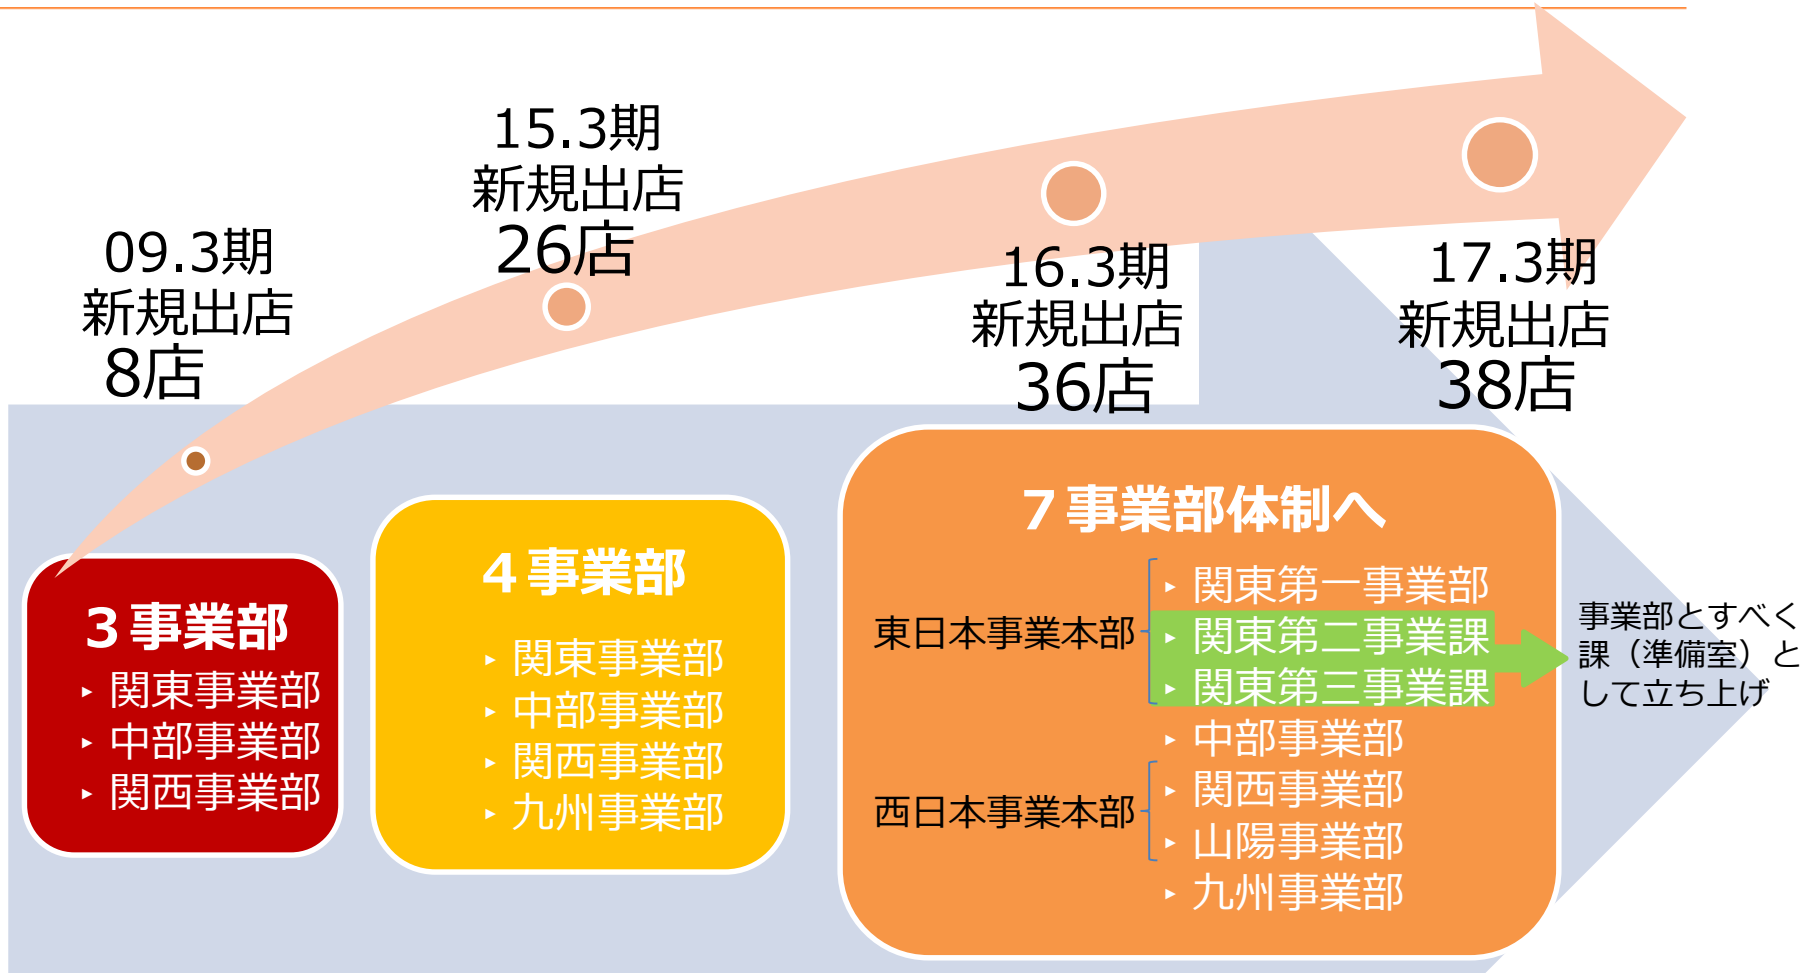 09.3期
新規出店
8店
15.3期
新規出店
26店
16.3期
新規出店
36店
17.3期
新規出店
38店
３事業部
▸ 関東事業部
▸ 中部事業部
▸ 関西事業部
４事業部
▸ 関東事業部
▸ 中部事業部
▸ 関西事業部
▸ 九州事業部
７事業部体制へ
東日本事業本部
▸ 関東第一事業部
▸ 関東第二事業課
▸ 関東第三事業課
▸ 中部事業部
西日本事業本部
▸ 関西事業部
▸ 山陽事業部
▸ 九州事業部
事業部とすべく
課（準備室）と
して立ち上げ